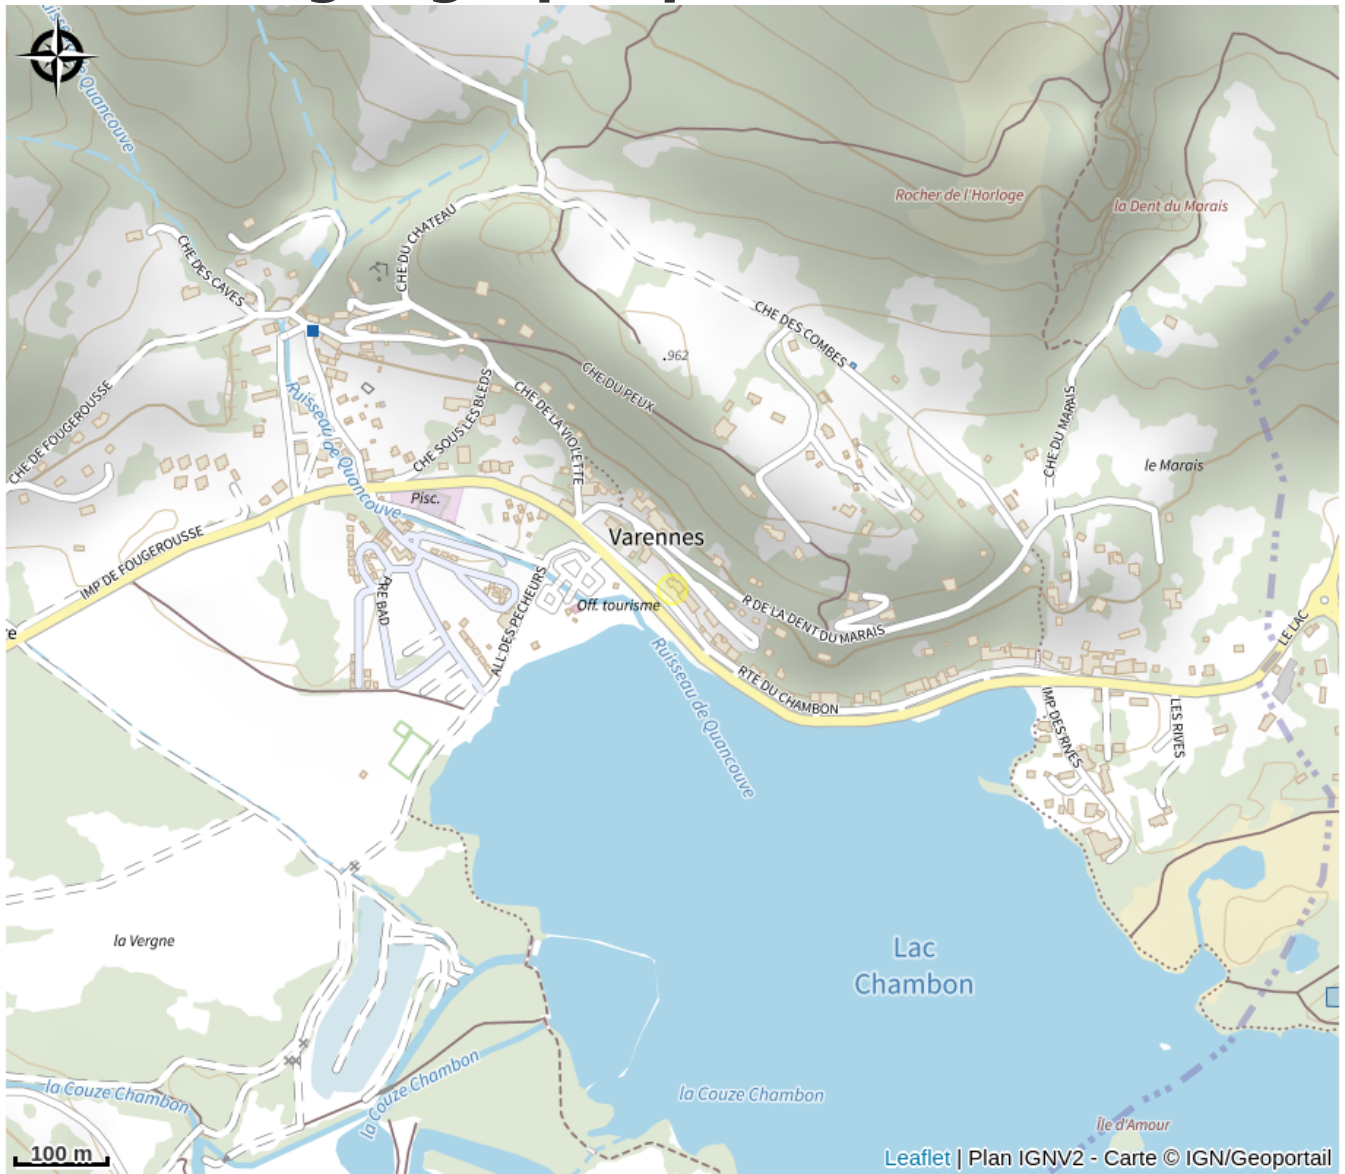 Quancouve
Rocher de l'Horloge
la Dent du Marais
CHE DU CHATEAU
CHE DES CAVES
CHE DES COMBES
.962
CHE DU PEUX
CHE DE FOUGEROUSSE
CHE SOUS LES BLEDS
CHE DE LA VIOLETTE
Ruisseau de Quancouve
CHE DU MARAIS
le Marais
Pisc.
Varennes
IMP DE FOUGEROUSSE
PRE BAD
ALL DES PECHEURS
Off. tourisme
R DE LA DENT DU MARAIS
LE LAC
Ruisseau de Quancouve
RTE DU CHAMBON
IMP DES RIVES
LES RIVES
la Vergne
Lac
Chambon
la Couze Chambon
la Couze Chambon
la Couze Chambon
Île d'Amour
100 m
Leaflet | Plan IGNV2 - Carte © IGN/Geoportail